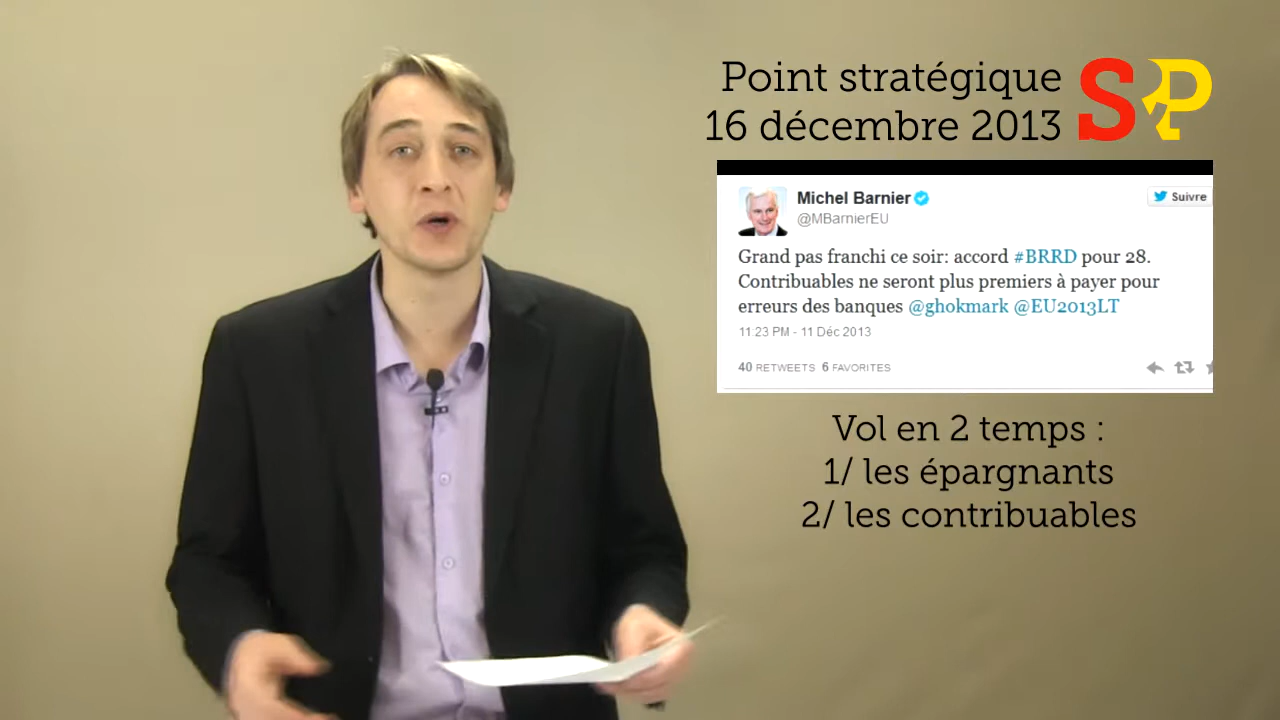 Point stratégique
16 décembre 2013
SP
Michel Barnier
@MBarnierEU
Suivre
Grand pas franchi ce soir: accord #BRRD pour 28.
Contribuables ne seront plus premiers à payer pour
erreurs des banques @ghokmark @EU2013LT
11:23 PM - 11 Déc 2013
40 RETWEETS 6 FAVORITES
Vol en 2 temps :
1/ les épargnants
2/ les contribuables